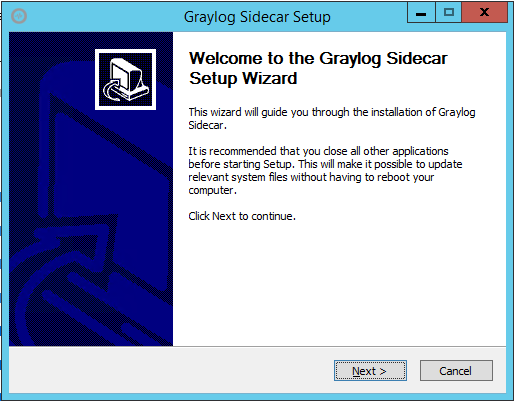 Graylog Sidecar Setup
Welcome to the Graylog Sidecar
Setup Wizard
This wizard will guide you through the installation of Graylog
Sidecar.
It is recommended that you close all other applications
before starting Setup. This will make it possible to update
relevant system files without having to reboot your
computer.
Click Next to continue.
Next >
Cancel